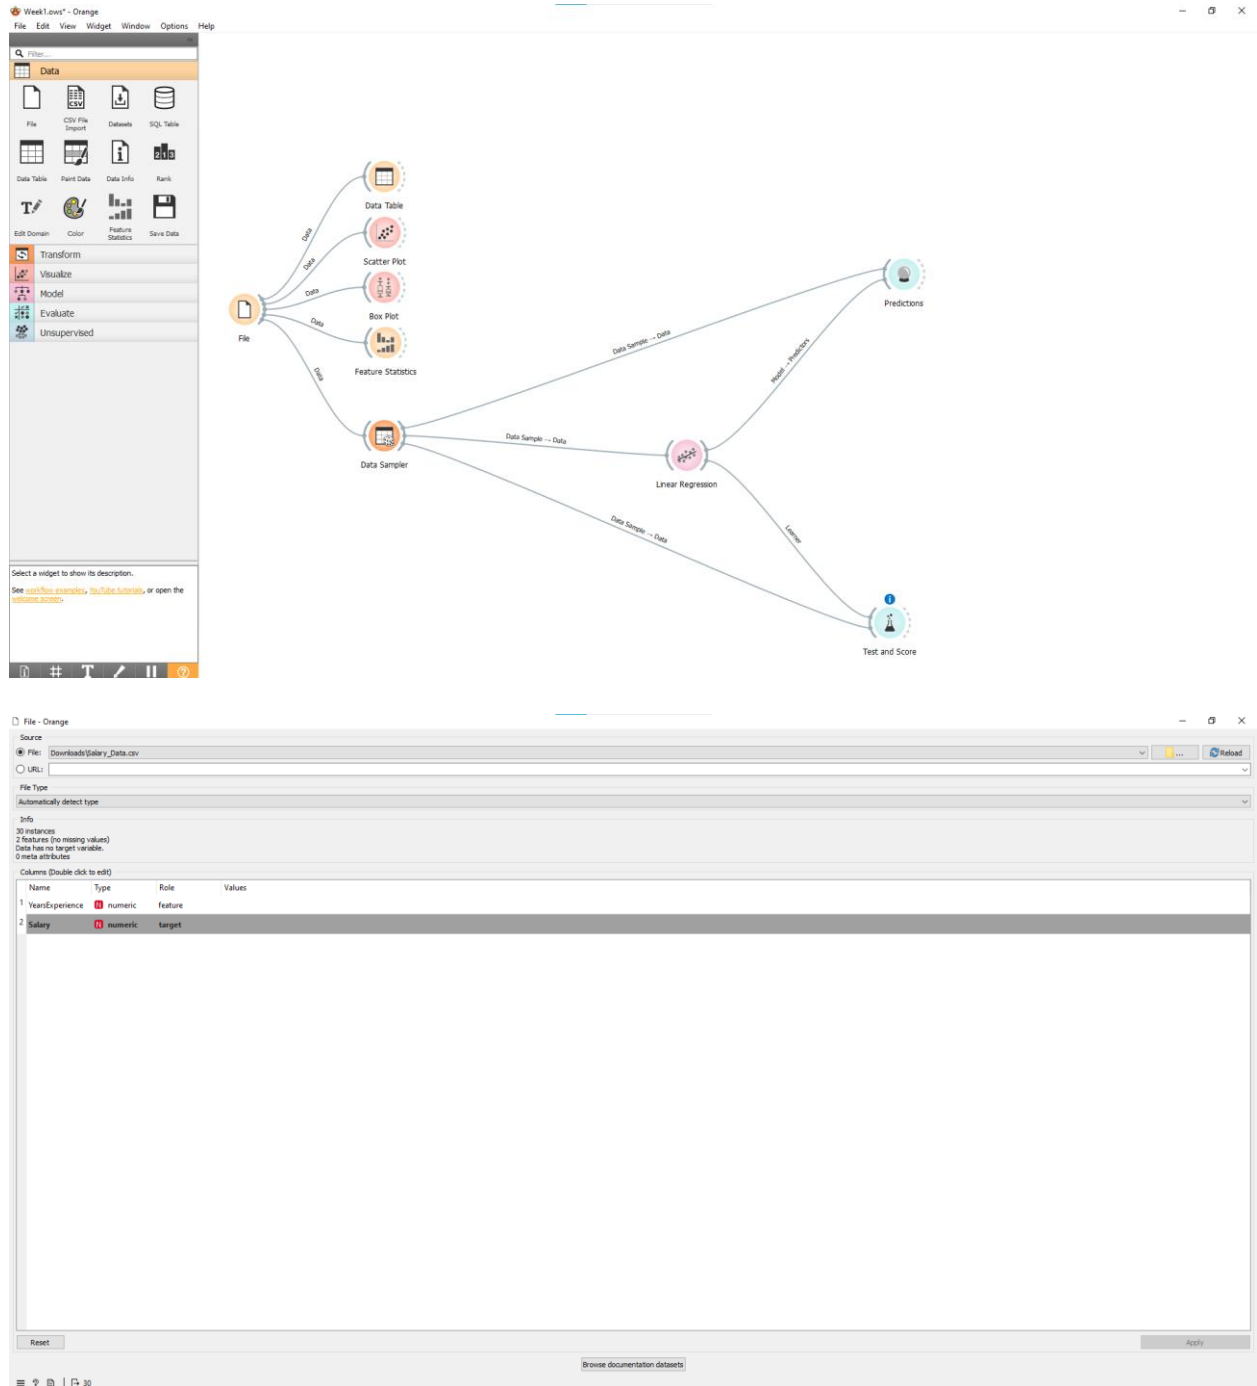 Week1.ows* - Orange
File Edit View Widget Window Options Help
Filter...
Data
File
CSV File Import
Datasets
SQL Table
Data Table
Paint Data
Data Info
Rank
Edit Domain
Color
Feature Statistics
Save Data
Transform
Visualize
Model
Evaluate
Unsupervised
Select a widget to show its description.
See workflow examples, YouTube tutorials, or open the
welcome screen.
File
Data
Data
Data
Data
Data
Data Table
Scatter Plot
Box Plot
Feature Statistics
Data Sampler
Data Sample → Data
Data Sample → Data
Data Sample → Data
Linear Regression
Model → Predictors
Learner
Predictions
Test and Score
File - Orange
Source
File: Downloads\Salary_Data.csv
... Reload
URL:
File Type
Automatically detect type
Info
30 instances
2 features (no missing values)
Data has no target variable.
0 meta attributes
Columns (Double click to edit)
Name Type Role Values
1 YearsExperience N numeric feature
2 Salary N numeric target
Reset
Apply
Browse documentation datasets
30